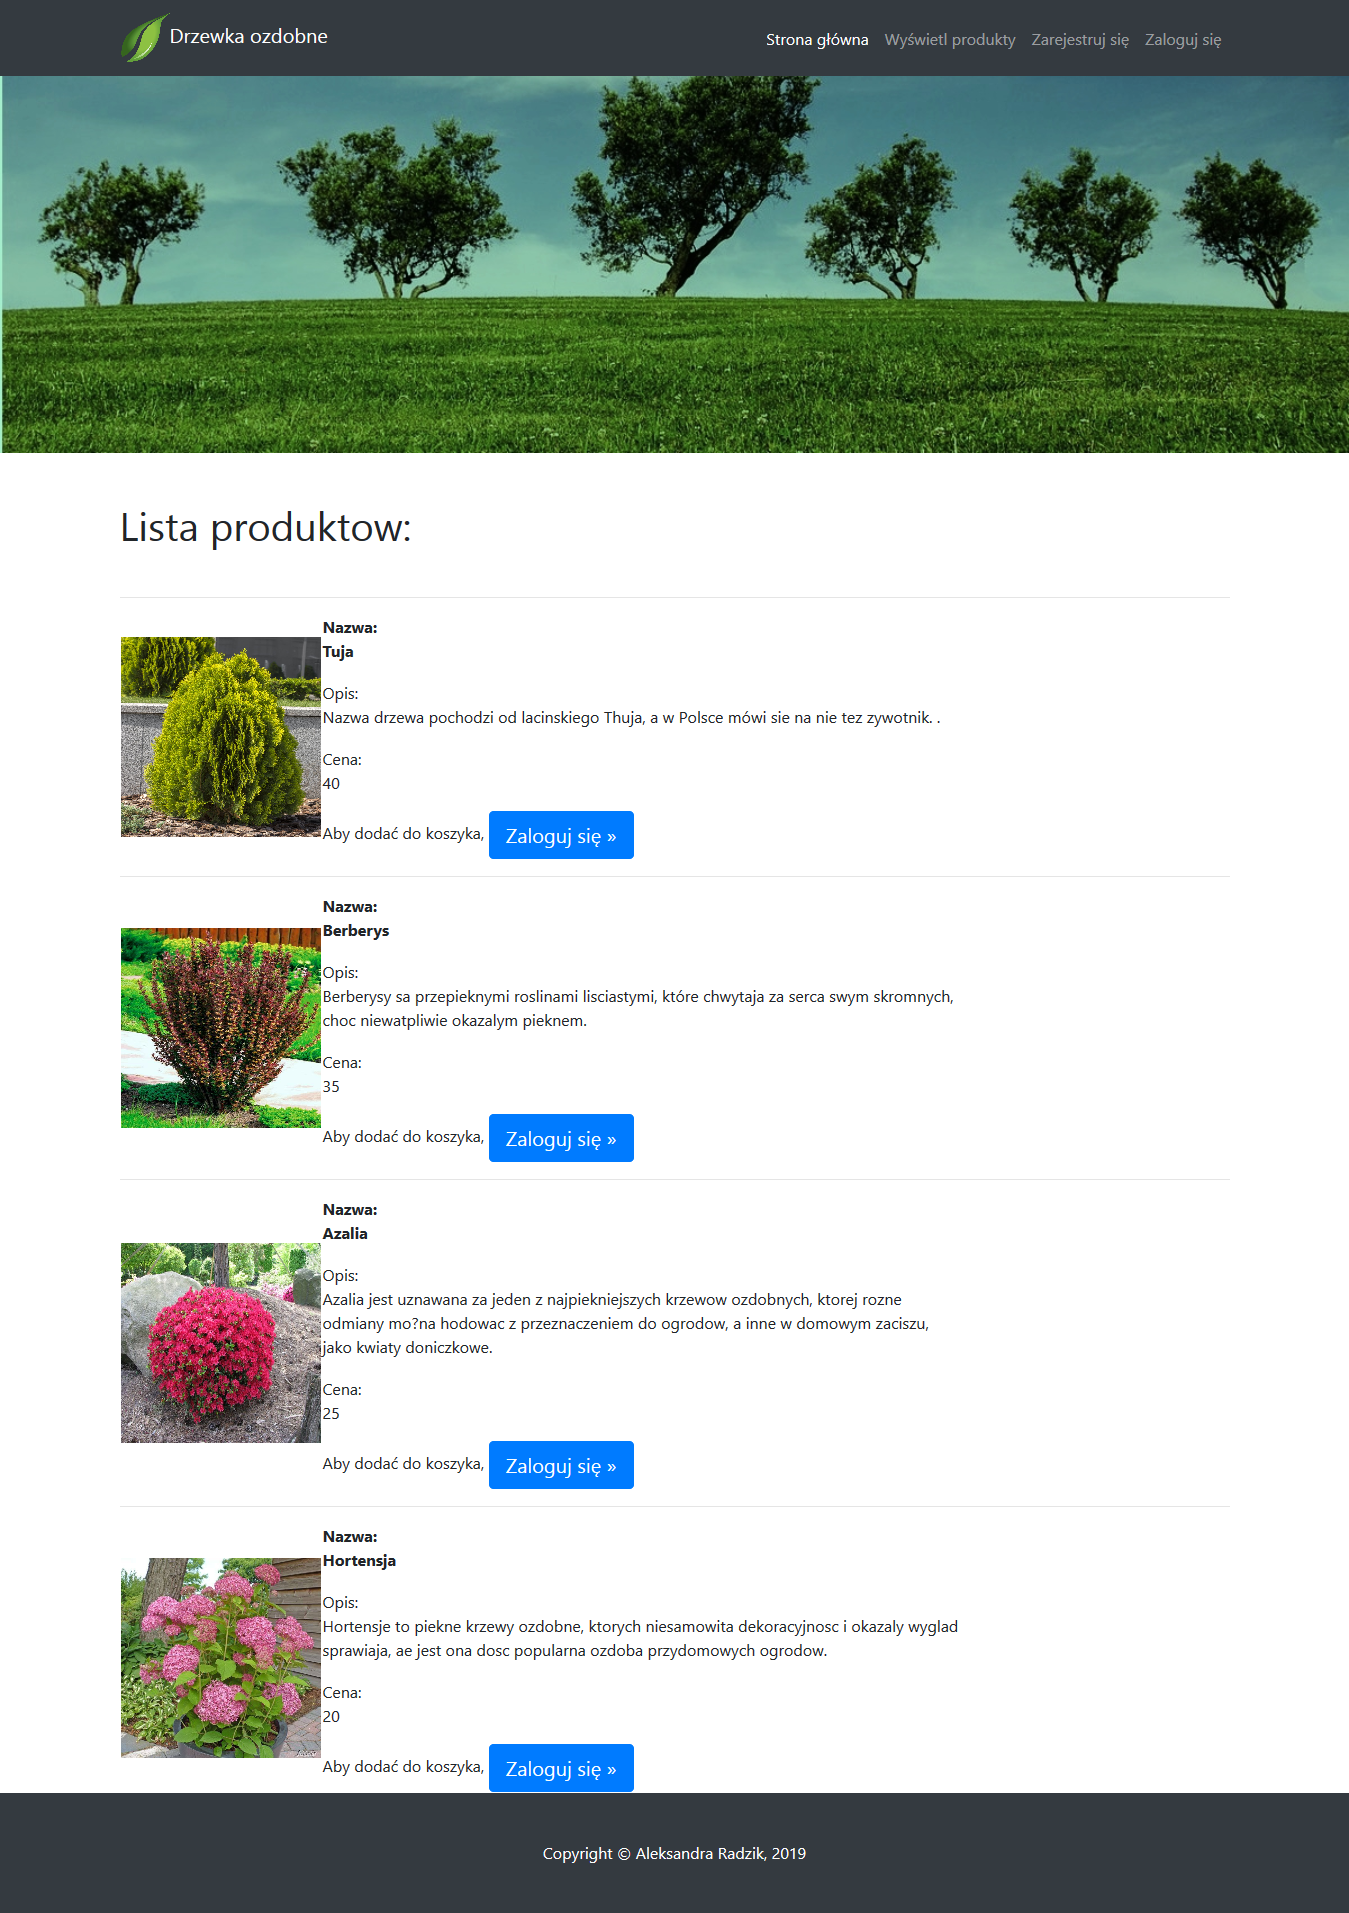 Drzewka ozdobne
Strona główna Wyświetl produkty Zarejestruj się Zaloguj się
Lista produktow:
Nazwa:
Tuja
Opis:
Nazwa drzewa pochodzi od lacinskiego Thuja, a w Polsce mówi sie na nie tez zywotnik. .
Cena:
40
Aby dodać do koszyka, Zaloguj się »
Nazwa:
Berberys
Opis:
Berberysy sa przepieknymi roslinami lisciastymi, które chwytaja za serca swym skromnych,
choc niewatpliwie okazalym pieknem.
Cena:
35
Aby dodać do koszyka, Zaloguj się »
Nazwa:
Azalia
Opis:
Azalia jest uznawana za jeden z najpiekniejszych krzewow ozdobnych, ktorej rozne
odmiany mo?na hodowac z przeznaczeniem do ogrodow, a inne w domowym zaciszu,
jako kwiaty doniczkowe.
Cena:
25
Aby dodać do koszyka, Zaloguj się »
Nazwa:
Hortensja
Opis:
Hortensje to piekne krzewy ozdobne, ktorych niesamowita dekoracyjnosc i okazaly wyglad
sprawiaja, ae jest ona dosc popularna ozdoba przydomowych ogrodow.
Cena:
20
Aby dodać do koszyka, Zaloguj się »
Copyright © Aleksandra Radzik, 2019